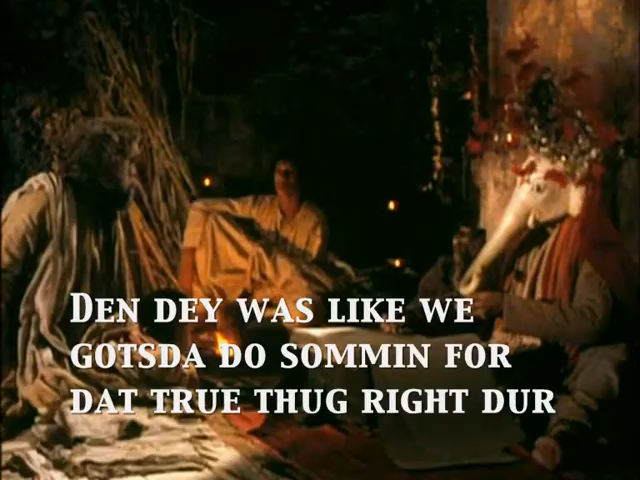 Den dey was like we
gotsda do sommin for
dat true thug right dur